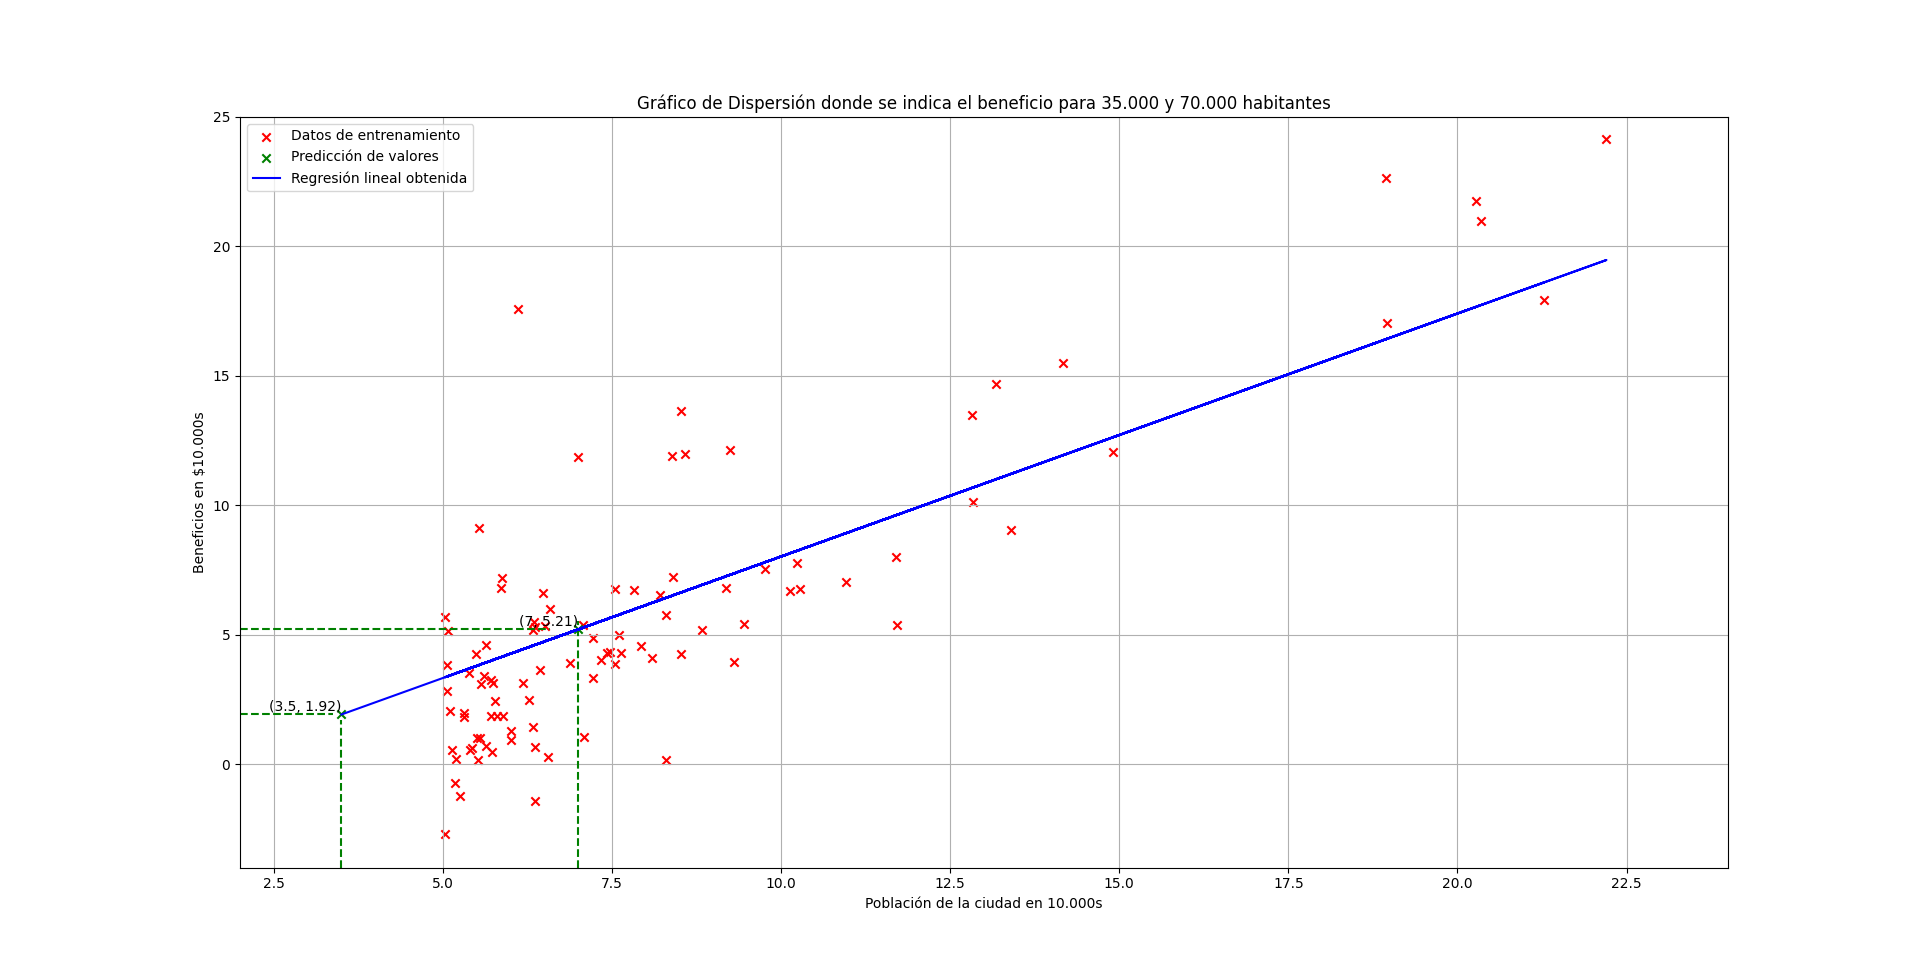 Gráfico de Dispersión donde se indica el beneficio para 35.000 y 70.000 habitantes
Datos de entrenamiento
Predicción de valores
Regresión lineal obtenida
25
20
15
10
5
0
Beneficios en $10.000s
(7, 5.21)
(3.5, 1.92)
2.5 5.0 7.5 10.0 12.5 15.0 17.5 20.0 22.5
Población de la ciudad en 10.000s